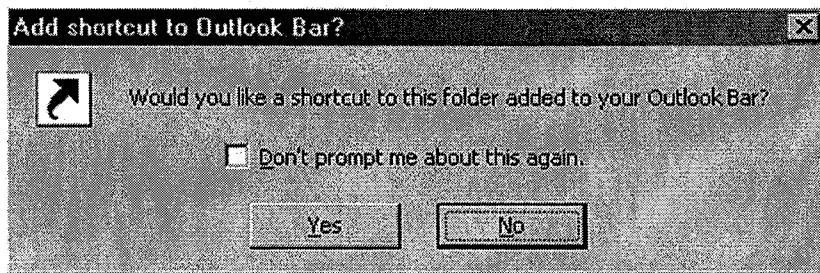 Add shortcut to Outlook Bar?
Would you like a shortcut to this folder added to your Outlook Bar?
Don't prompt me about this again.
Yes
No